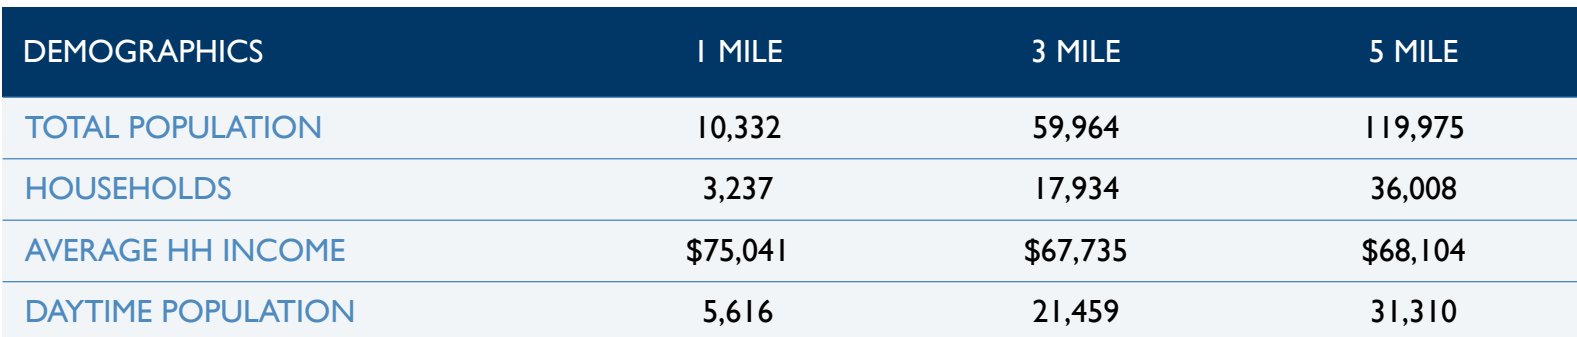 DEMOGRAPHICS 1 MILE 3 MILE 5 MILE
TOTAL POPULATION 10,332 59,964 119,975
HOUSEHOLDS 3,237 17,934 36,008
AVERAGE HH INCOME $75,041 $67,735 $68,104
DAYTIME POPULATION 5,616 21,459 31,310